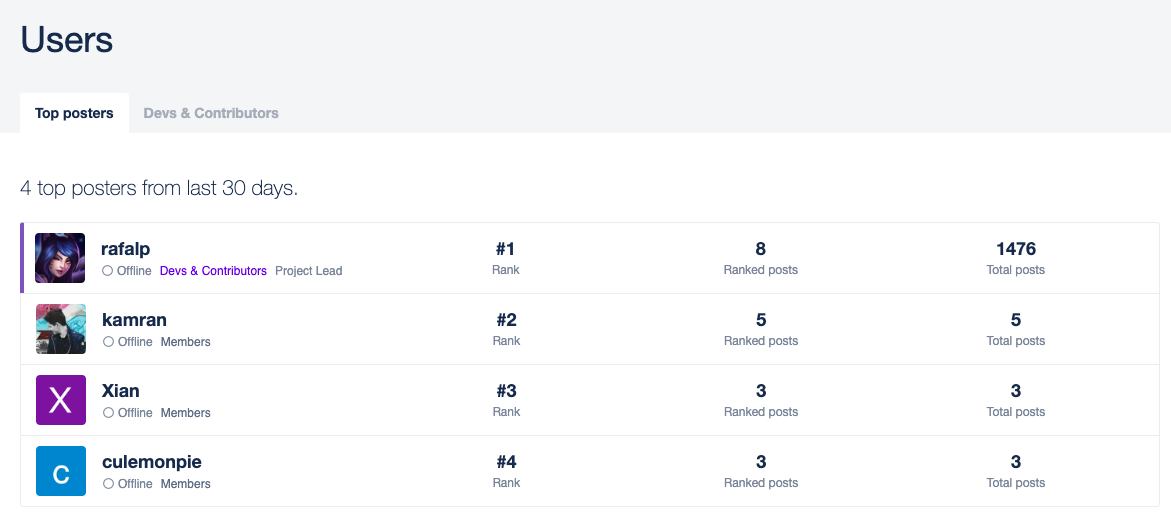 Users
Top posters Devs & Contributors
4 top posters from last 30 days.
rafalp #1 8 1476
Offline Devs & Contributors Project Lead Rank Ranked posts Total posts
kamran #2 5 5
Offline Members Rank Ranked posts Total posts
X Xian #3 3 3
Offline Members Rank Ranked posts Total posts
c culemonpie #4 3 3
Offline Members Rank Ranked posts Total posts